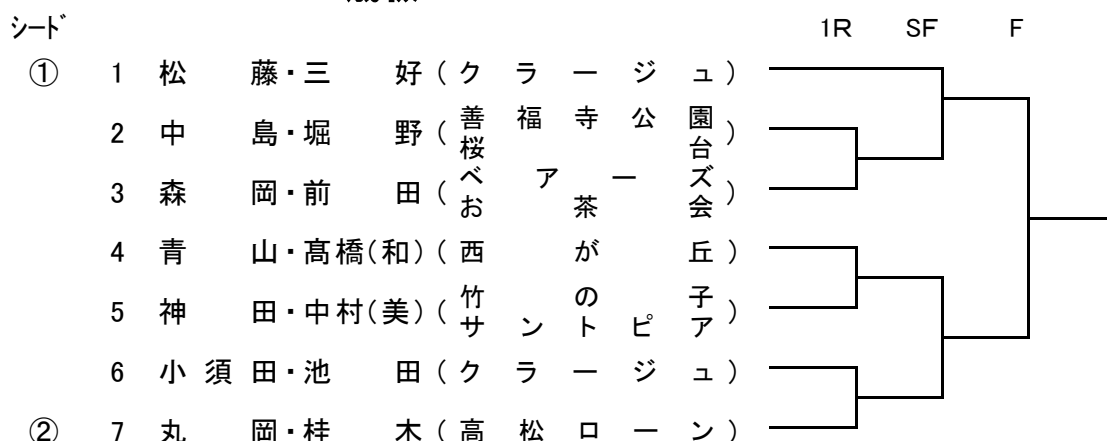 シード 1R SF F
① 1 松 藤・三 好(クラージュ)
2 中 島・堀 野(善福寺公園 桜台)
3 森 岡・前 田(ベアーズ お茶会)
4 青 山・髙橋(和)(西が丘)
5 神 田・中村(美)(竹の子 サントピア)
6 小須田・池 田(クラージュ)
② 7 丸 岡・桂 木(高松ローン)